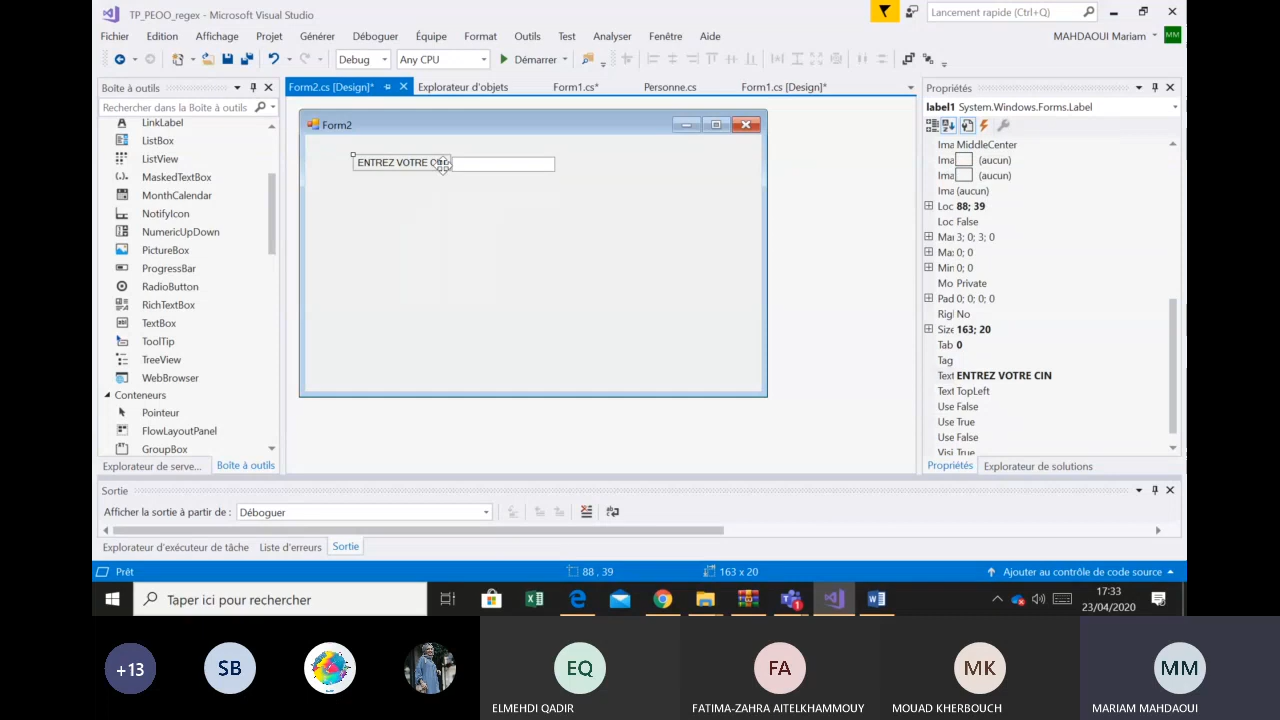 TP_PEOO_regex - Microsoft Visual Studio
Lancement rapide (Ctrl+Q)
Fichier Edition Affichage Projet Générer Déboguer Équipe Format Outils Test Analyser Fenêtre Aide
MAHDAOUI Mariam MM
Debug Any CPU Démarrer
Boîte à outils
Rechercher dans la Boîte à outils
LinkLabel
ListBox
ListView
MaskedTextBox
MonthCalendar
NotifyIcon
NumericUpDown
PictureBox
ProgressBar
RadioButton
RichTextBox
TextBox
ToolTip
TreeView
WebBrowser
Conteneurs
Pointeur
FlowLayoutPanel
GroupBox
Explorateur de serve... Boîte à outils
Form2.cs [Design]* Explorateur d'objets Form1.cs* Personne.cs Form1.cs [Design]*
Form2
ENTREZ VOTRE
Propriétés
label1 System.Windows.Forms.Label
Ima MiddleCenter
Ima (aucun)
Ima (aucun)
Ima (aucun)
Loc 88; 39
Loc False
Mar 3; 0; 3; 0
Max 0; 0
Min 0; 0
Mo Private
Pad 0; 0; 0; 0
Rig No
Size 163; 20
Tab 0
Tag
Text ENTREZ VOTRE CIN
Text TopLeft
Use False
Use True
Use False
Visi True
Propriétés Explorateur de solutions
Sortie
Afficher la sortie à partir de : Déboguer
Explorateur d'exécuteur de tâche Liste d'erreurs Sortie
Prêt 88 , 39 163 x 20 Ajouter au contrôle de code source
Taper ici pour rechercher
17:33
23/04/2020
+13 SB EQ FA MK MM
ELMEHDI QADIR FATIMA-ZAHRA AITELKHAMMOUY MOUAD KHERBOUCH MARIAM MAHDAOUI